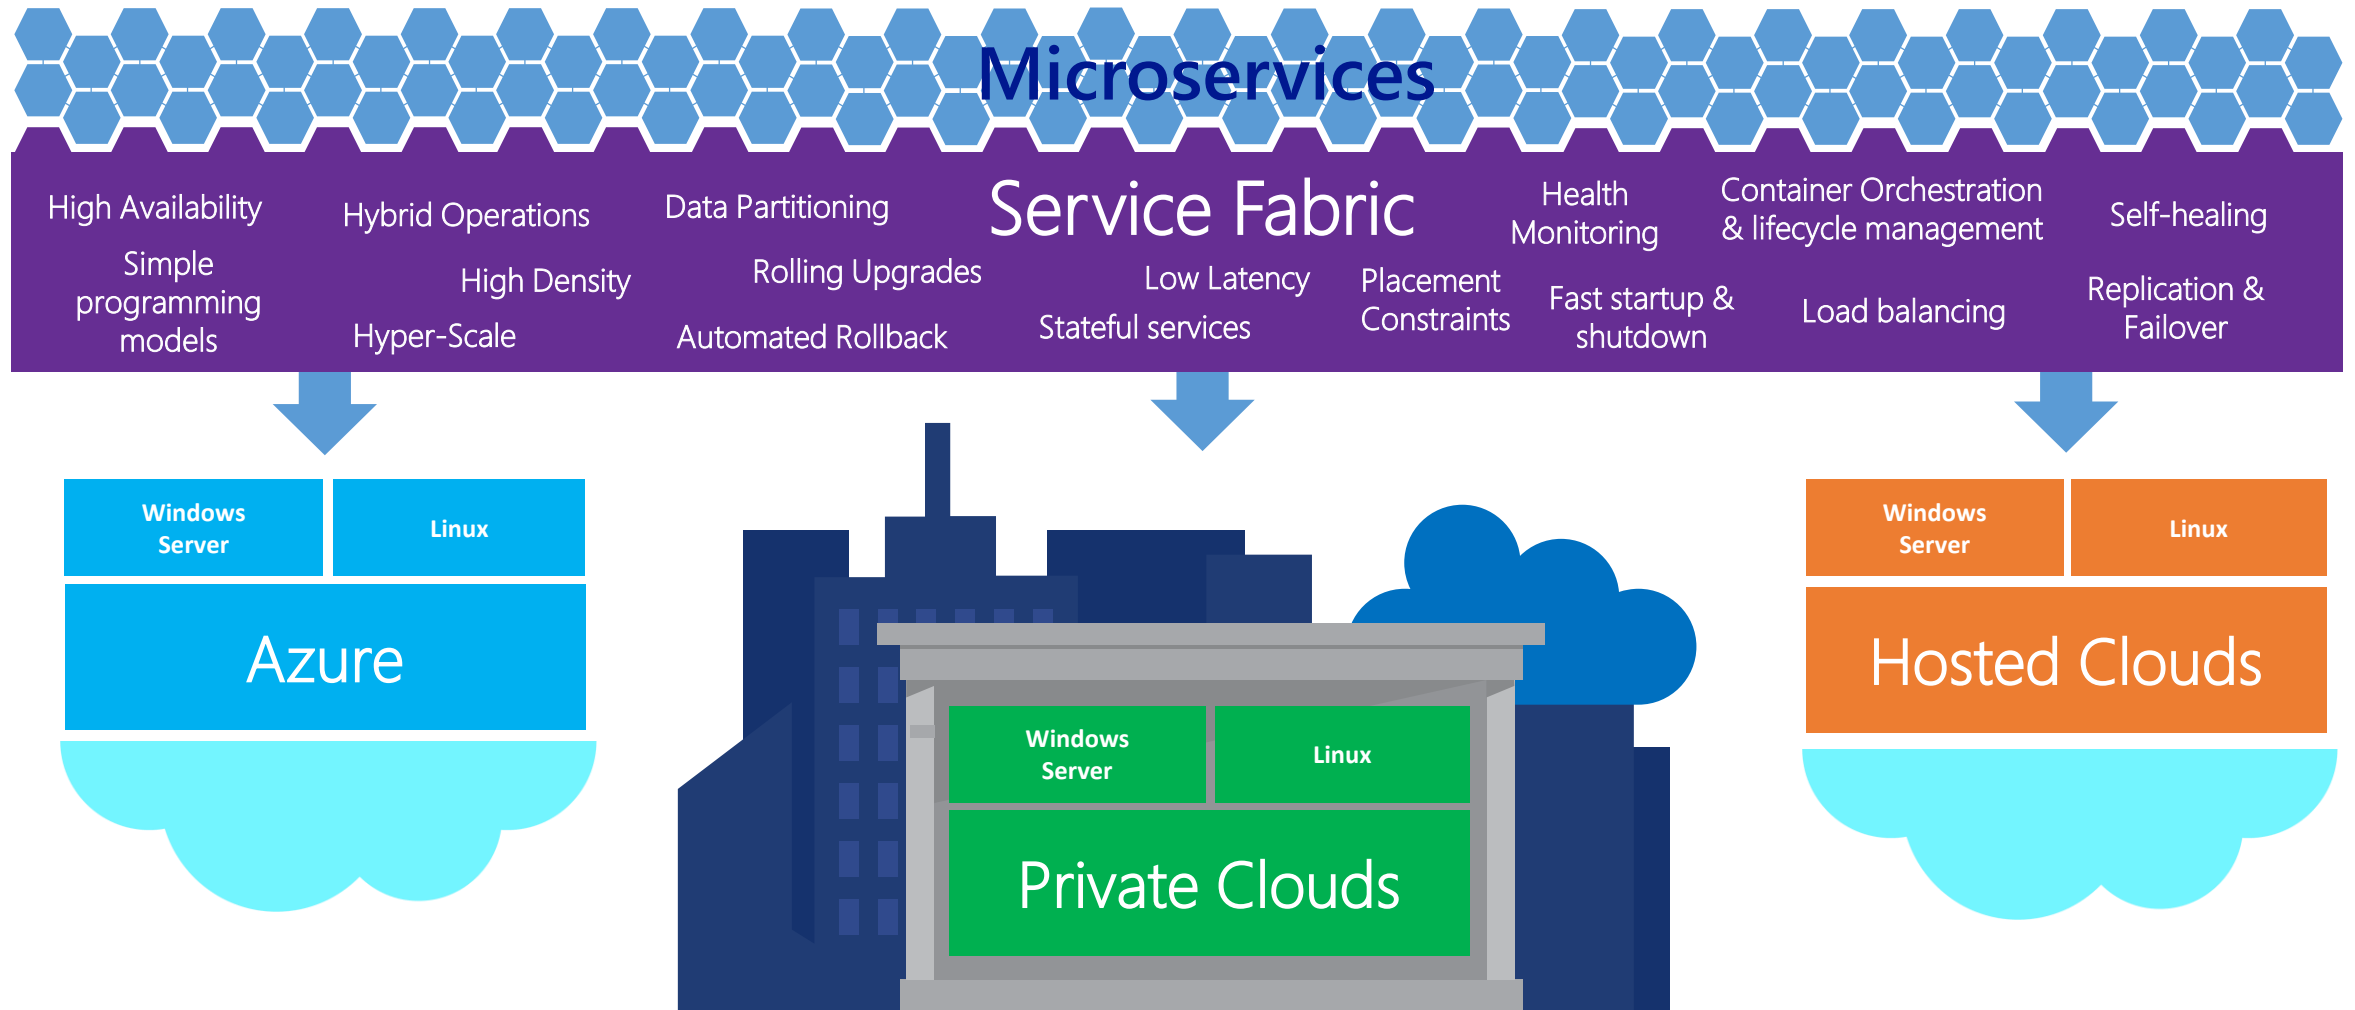 Microservices
Service Fabric
High Availability
Simple
programming
models
Hybrid Operations
High Density
Hyper-Scale
Data Partitioning
Rolling Upgrades
Automated Rollback
Low Latency
Stateful services
Placement
Constraints
Health
Monitoring
Fast startup &
shutdown
Container Orchestration
& lifecycle management
Load balancing
Self-healing
Replication &
Failover
Windows
Server
Linux
Azure
Windows
Server
Linux
Private Clouds
Windows
Server
Linux
Hosted Clouds